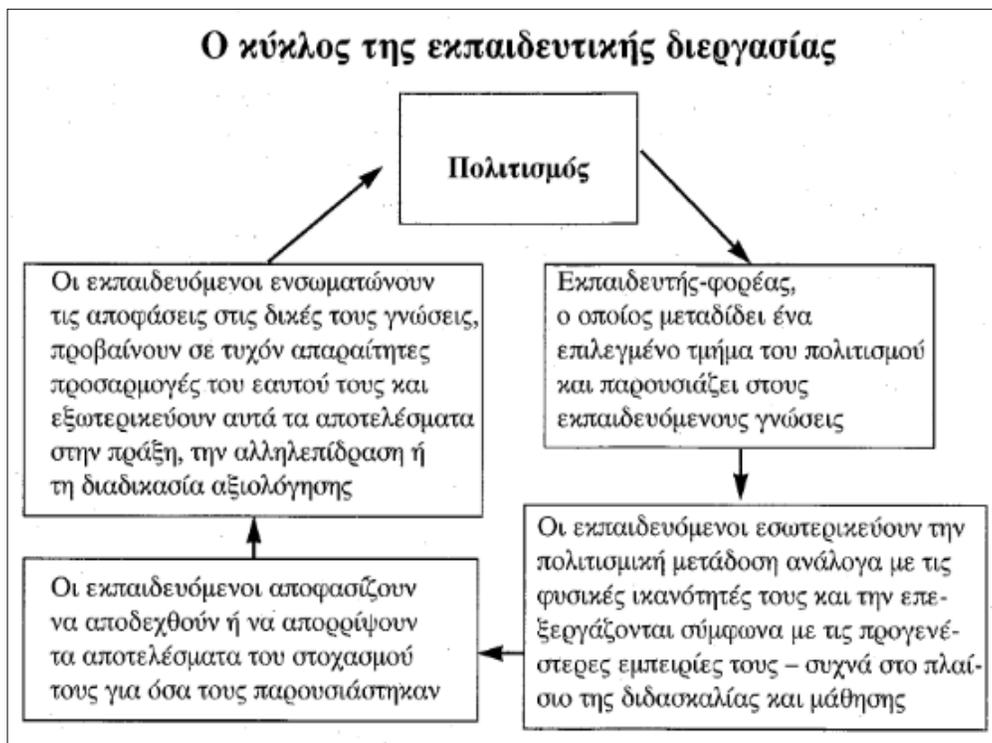 Ο κύκλος της εκπαιδευτικής διεργασίας
Πολιτισμός
Εκπαιδευτής-φορέας,
ο οποίος μεταδίδει ένα
επιλεγμένο τμήμα του πολιτισμού
και παρουσιάζει στους
εκπαιδευόμενους γνώσεις
Οι εκπαιδευόμενοι εσωτερικεύουν την
πολιτισμική μετάδοση ανάλογα με τις
φυσικές ικανότητές τους και την επε-
ξεργάζονται σύμφωνα με τις προγενέ-
στερες εμπειρίες τους – συχνά στο πλαί-
σιο της διδασκαλίας και μάθησης
Οι εκπαιδευόμενοι αποφασίζουν
να αποδεχθούν ή να απορρίψουν
τα αποτελέσματα του στοχασμού
τους για όσα τους παρουσιάστηκαν
Οι εκπαιδευόμενοι ενσωματώνουν
τις αποφάσεις στις δικές τους γνώσεις,
προβαίνουν σε τυχόν απαραίτητες
προσαρμογές του εαυτού τους και
εξωτερικεύουν αυτά τα αποτελέσματα
στην πράξη, την αλληλεπίδραση ή
τη διαδικασία αξιολόγησης